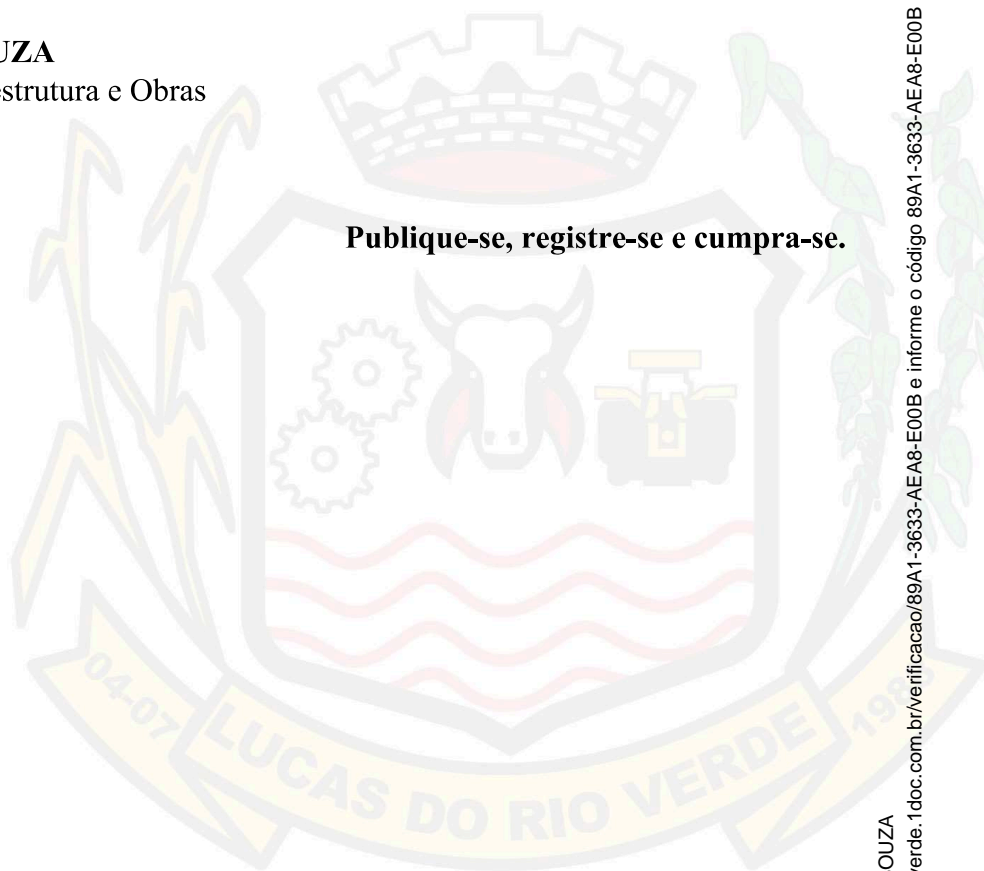 UZA
estrutura e Obras
Publique-se, registre-se e cumpra-se.
04-07 LUCAS DO RIO VERDE 1988
OUZA
verde.1doc.com.br/verificacao/89A1-3633-AEA8-E00B e informe o código 89A1-3633-AEA8-E00B